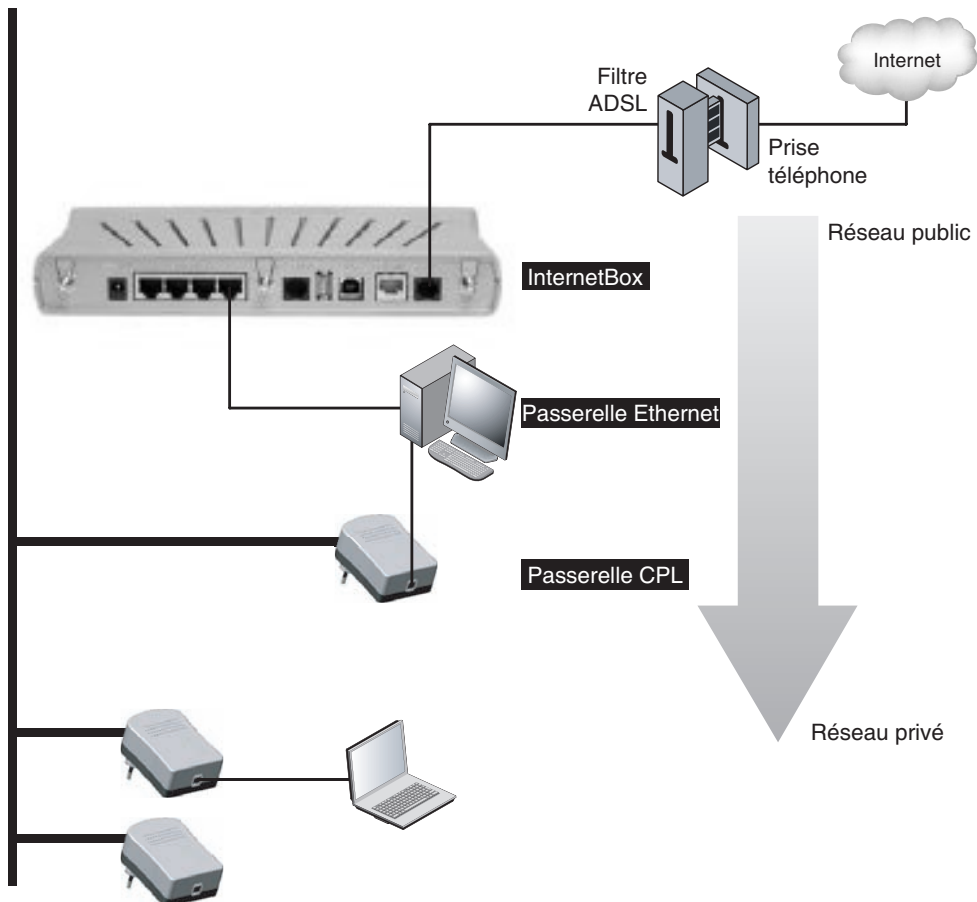 Internet
Filtre
ADSL
Prise
téléphone
Réseau public
InternetBox
Passerelle Ethernet
Passerelle CPL
Réseau privé